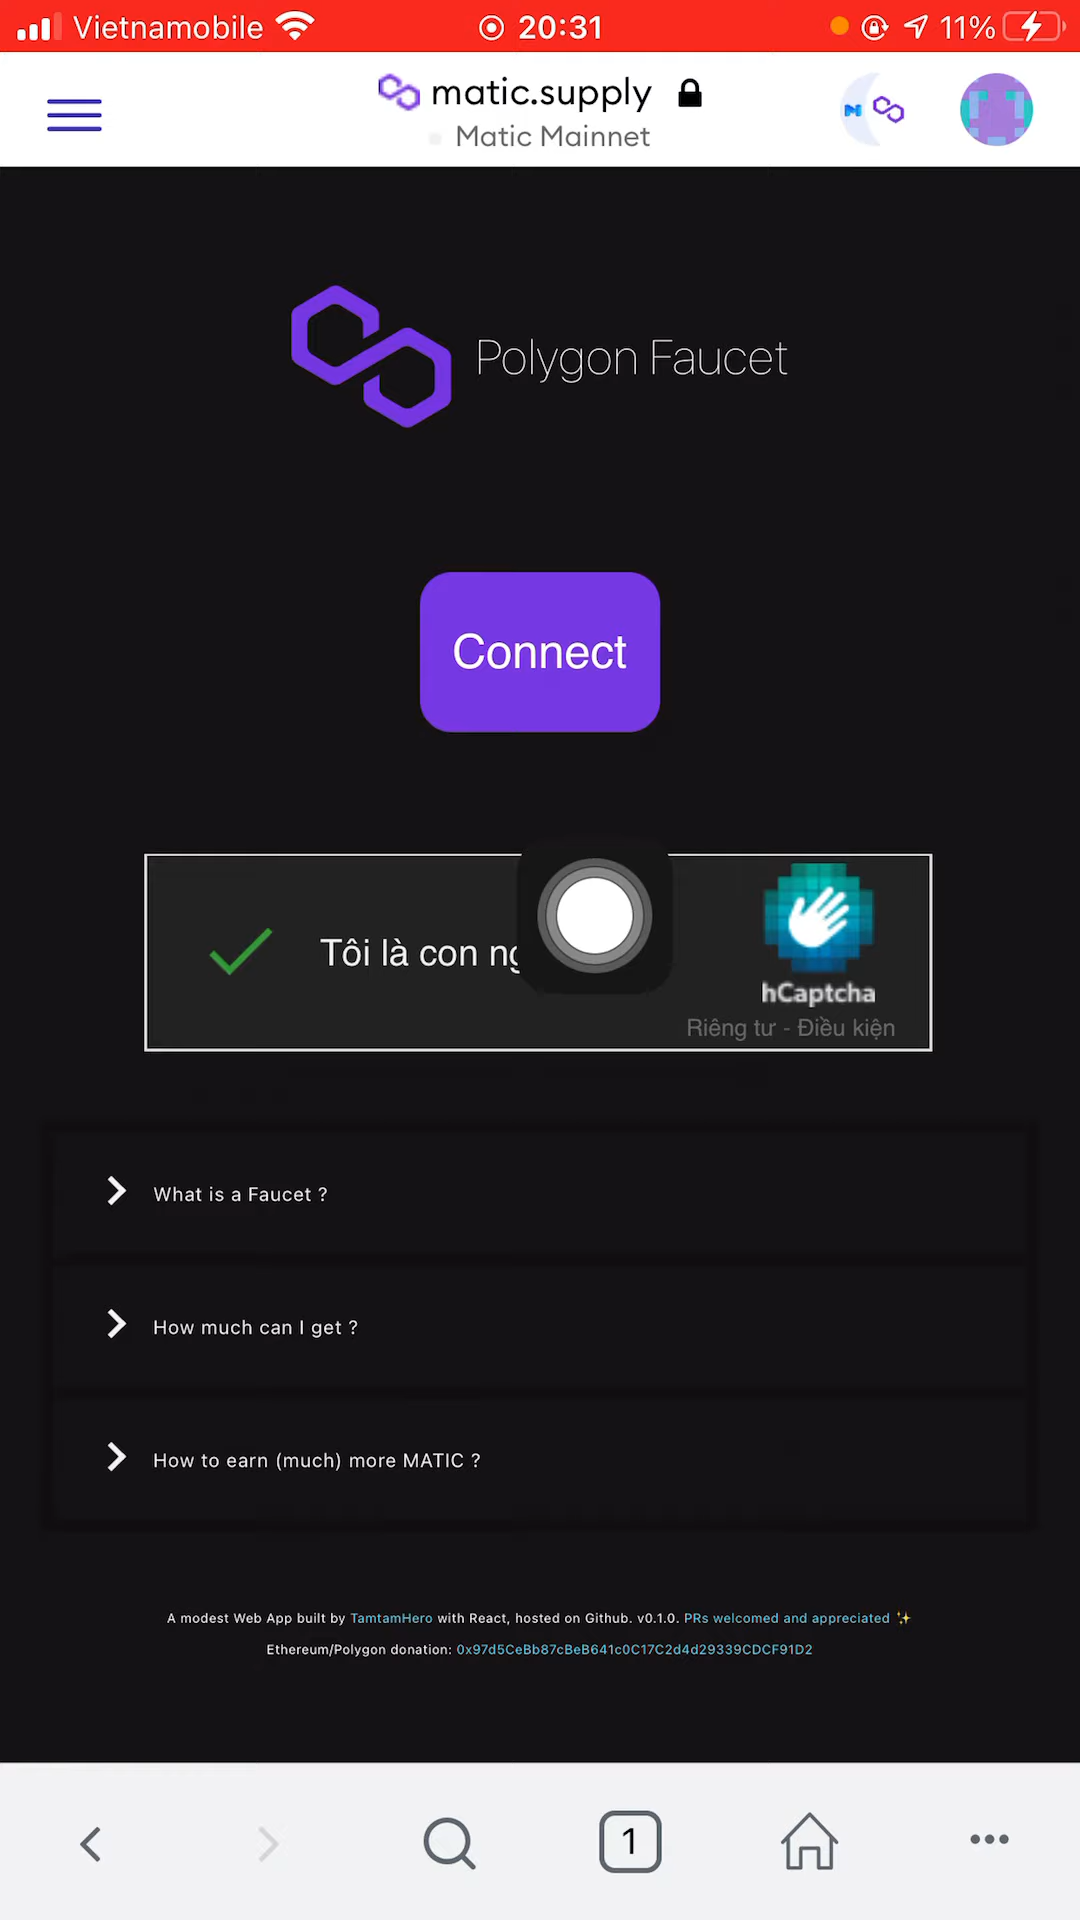 Vietnamobile 20:31 11%
matic.supply
Matic Mainnet
Polygon Faucet
Connect
Tôi là con
hCaptcha
Riêng tư - Điều kiện
What is a Faucet ?
How much can I get ?
How to earn (much) more MATIC ?
A modest Web App built by TamtamHero with React, hosted on Github. v0.1.0. PRs welcomed and appreciated ✨
Ethereum/Polygon donation: 0x97d5CeBb87cBeB641c0C17C2d4d29339CDCF91D2
1